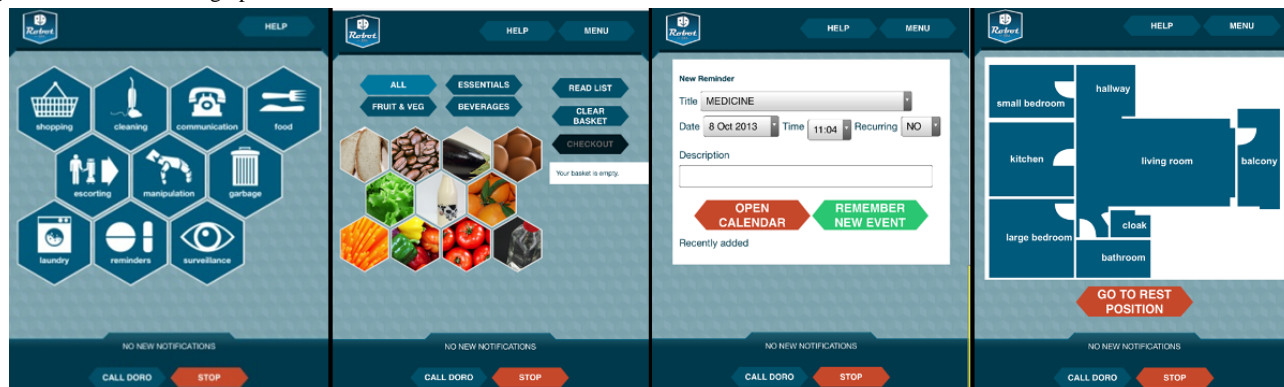 Robot
HELP
shopping
cleaning
communication
food
escorting
manipulation
garbage
laundry
reminders
surveillance
NO NEW NOTIFICATIONS
CALL DORO
STOP
Robot
HELP
MENU
ALL
ESSENTIALS
FRUIT & VEG
BEVERAGES
READ LIST
CLEAR
BASKET
CHECKOUT
Your basket is empty.
NO NEW NOTIFICATIONS
CALL DORO
STOP
Robot
HELP
MENU
New Reminder
Title MEDICINE
Date 8 Oct 2013 Time 11:04 Recurring NO
Description
OPEN
CALENDAR
REMEMBER
NEW EVENT
Recently added
NO NEW NOTIFICATIONS
CALL DORO
STOP
Robot
HELP
MENU
small bedroom
hallway
kitchen
living room
balcony
large bedroom
cloak
bathroom
GO TO REST
POSITION
NO NEW NOTIFICATIONS
CALL DORO
STOP